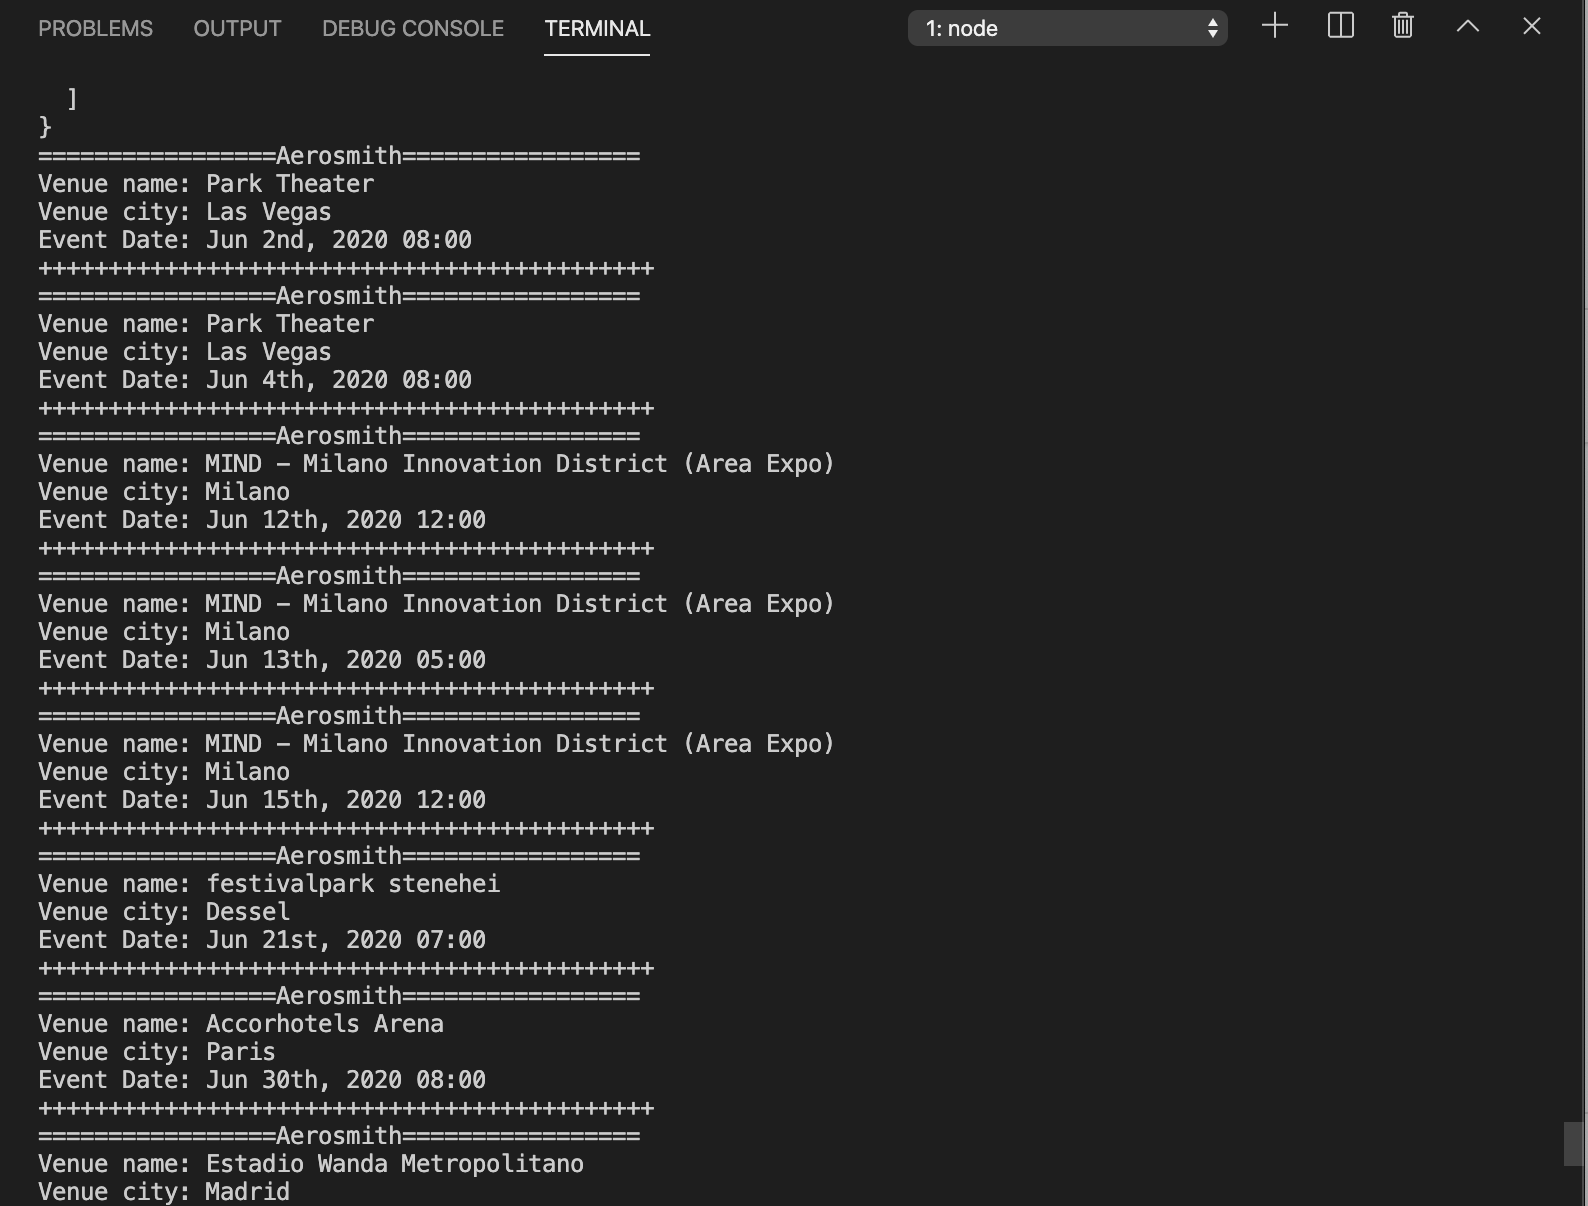 PROBLEMS OUTPUT DEBUG CONSOLE TERMINAL 1: node
]
}
=================Aerosmith=================
Venue name: Park Theater
Venue city: Las Vegas
Event Date: Jun 2nd, 2020 08:00
++++++++++++++++++++++++++++++++++++++++++++
=================Aerosmith=================
Venue name: Park Theater
Venue city: Las Vegas
Event Date: Jun 4th, 2020 08:00
++++++++++++++++++++++++++++++++++++++++++++
=================Aerosmith=================
Venue name: MIND – Milano Innovation District (Area Expo)
Venue city: Milano
Event Date: Jun 12th, 2020 12:00
++++++++++++++++++++++++++++++++++++++++++++
=================Aerosmith=================
Venue name: MIND – Milano Innovation District (Area Expo)
Venue city: Milano
Event Date: Jun 13th, 2020 05:00
++++++++++++++++++++++++++++++++++++++++++++
=================Aerosmith=================
Venue name: MIND – Milano Innovation District (Area Expo)
Venue city: Milano
Event Date: Jun 15th, 2020 12:00
++++++++++++++++++++++++++++++++++++++++++++
=================Aerosmith=================
Venue name: festivalpark stenehei
Venue city: Dessel
Event Date: Jun 21st, 2020 07:00
++++++++++++++++++++++++++++++++++++++++++++
=================Aerosmith=================
Venue name: Accorhotels Arena
Venue city: Paris
Event Date: Jun 30th, 2020 08:00
++++++++++++++++++++++++++++++++++++++++++++
=================Aerosmith=================
Venue name: Estadio Wanda Metropolitano
Venue city: Madrid